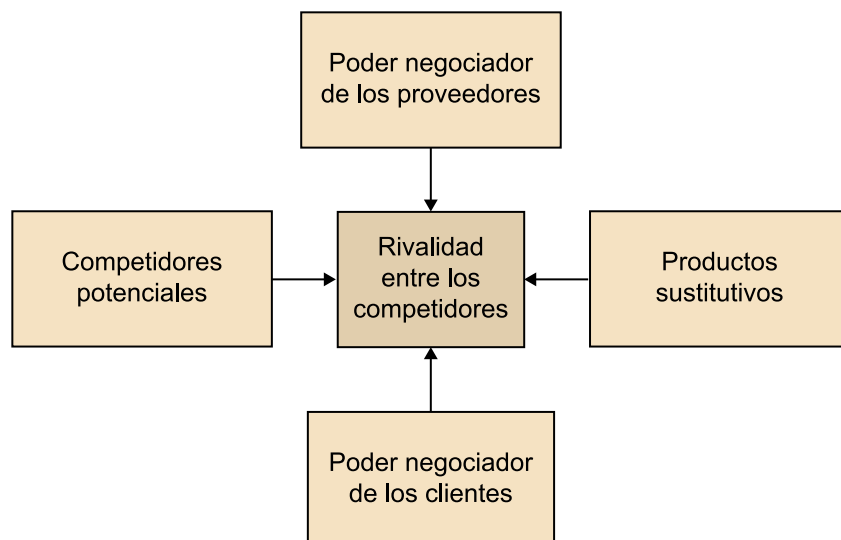 Poder negociador
de los proveedores
Competidores
potenciales
Rivalidad
entre los
competidores
Productos
sustitutivos
Poder negociador
de los clientes